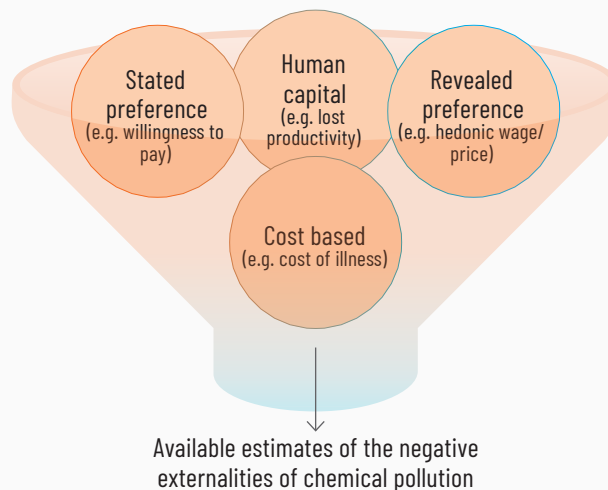 Stated
preference
(e.g. willingness to
pay)
Human
capital
(e.g. lost
productivity)
Revealed
preference
(e.g. hedonic wage/
price)
Cost based
(e.g. cost of illness)
Available estimates of the negative
externalities of chemical pollution